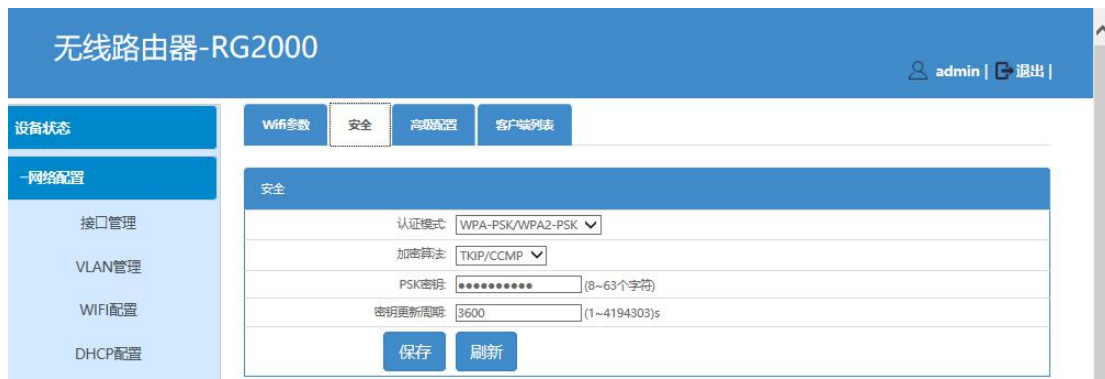 无线路由器-RG2000
admin | 退出 |
设备状态
Wifi参数 安全 高级配置 客户端列表
-网络配置
安全
接口管理
认证模式: WPA-PSK/WPA2-PSK
加密算法: TKIP/CCMP
VLAN管理
PSK密钥: ●●●●●●●●●● (8~63个字符)
WIFI配置
密钥更新周期: 3600 (1~4194303)s
DHCP配置
保存 刷新